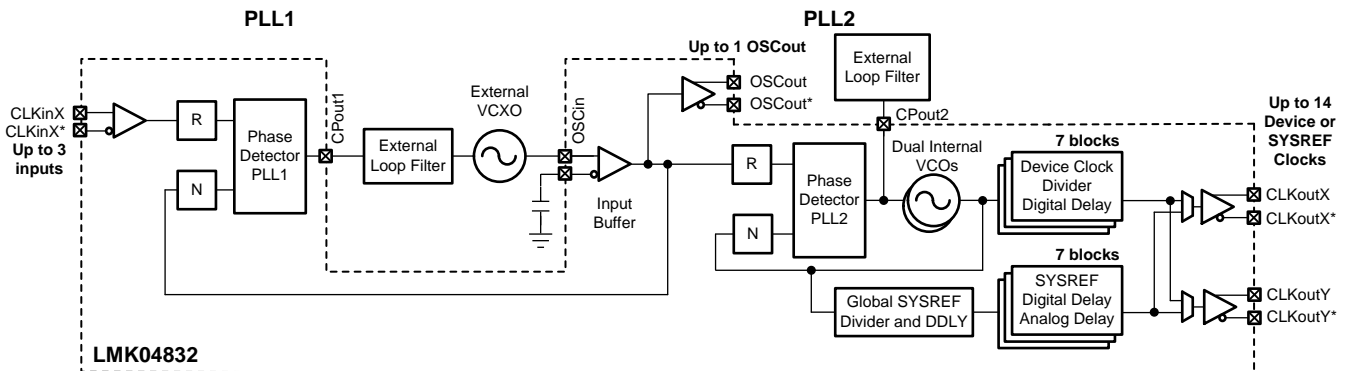 PLL1
PLL2
Up to 1 OSCout
External
Loop Filter
OSCout
OSCout*
CPout2
Up to 14
Device or
SYSREF
Clocks
CLKinX
CLKinX*
Up to 3
inputs
R
N
Phase
Detector
PLL1
CPout1
External
Loop Filter
External
VCXO
OSCin
Input
Buffer
R
N
Phase
Detector
PLL2
Dual Internal
VCOs
7 blocks
Device Clock
Divider
Digital Delay
7 blocks
SYSREF
Digital Delay
Analog Delay
Global SYSREF
Divider and DDLY
CLKoutX
CLKoutX*
CLKoutY
CLKoutY*
LMK04832